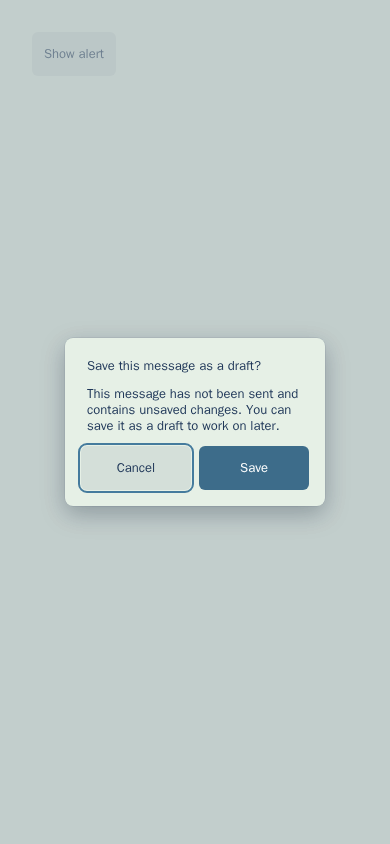 Show alert
Save this message as a draft?
This message has not been sent and
contains unsaved changes. You can
save it as a draft to work on later.
Cancel
Save